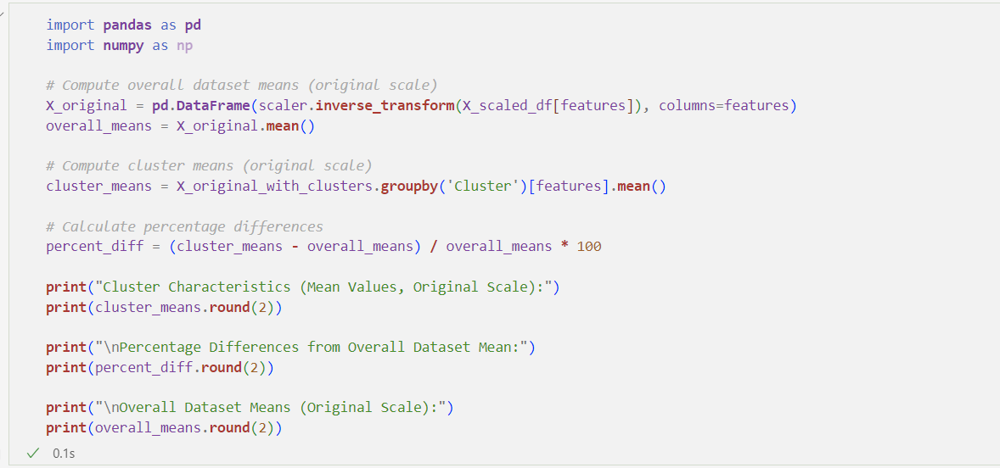 import pandas as pd
import numpy as np
# Compute overall dataset means (original scale)
X_original = pd.DataFrame(scaler.inverse_transform(X_scaled_df[features]), columns=features)
overall_means = X_original.mean()
# Compute cluster means (original scale)
cluster_means = X_original_with_clusters.groupby('Cluster')[features].mean()
# Calculate percentage differences
percent_diff = (cluster_means - overall_means) / overall_means * 100
print("Cluster Characteristics (Mean Values, Original Scale):")
print(cluster_means.round(2))
print("\nPercentage Differences from Overall Dataset Mean:")
print(percent_diff.round(2))
print("\nOverall Dataset Means (Original Scale):")
print(overall_means.round(2))
0.1s